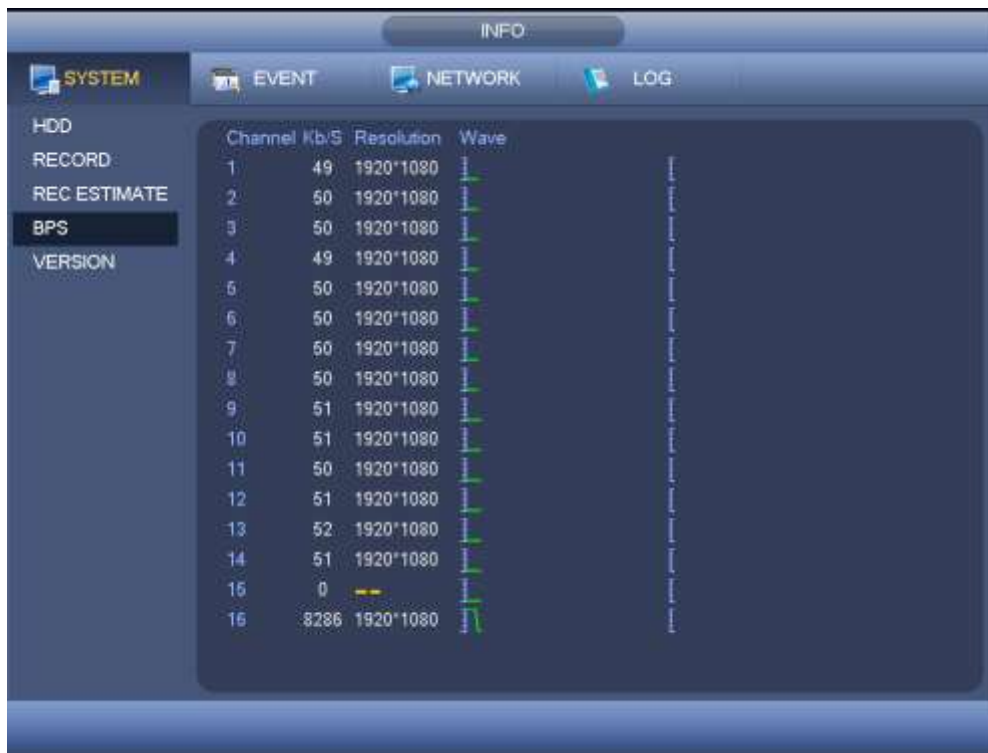 INFO
SYSTEM EVENT NETWORK LOG
HDD
RECORD
REC ESTIMATE
BPS
VERSION
Channel Kb/S Resolution Wave
1 49 1920*1080
2 50 1920*1080
3 50 1920*1080
4 49 1920*1080
5 50 1920*1080
6 50 1920*1080
7 50 1920*1080
8 50 1920*1080
9 51 1920*1080
10 51 1920*1080
11 50 1920*1080
12 51 1920*1080
13 52 1920*1080
14 51 1920*1080
15 0 --
16 8286 1920*1080